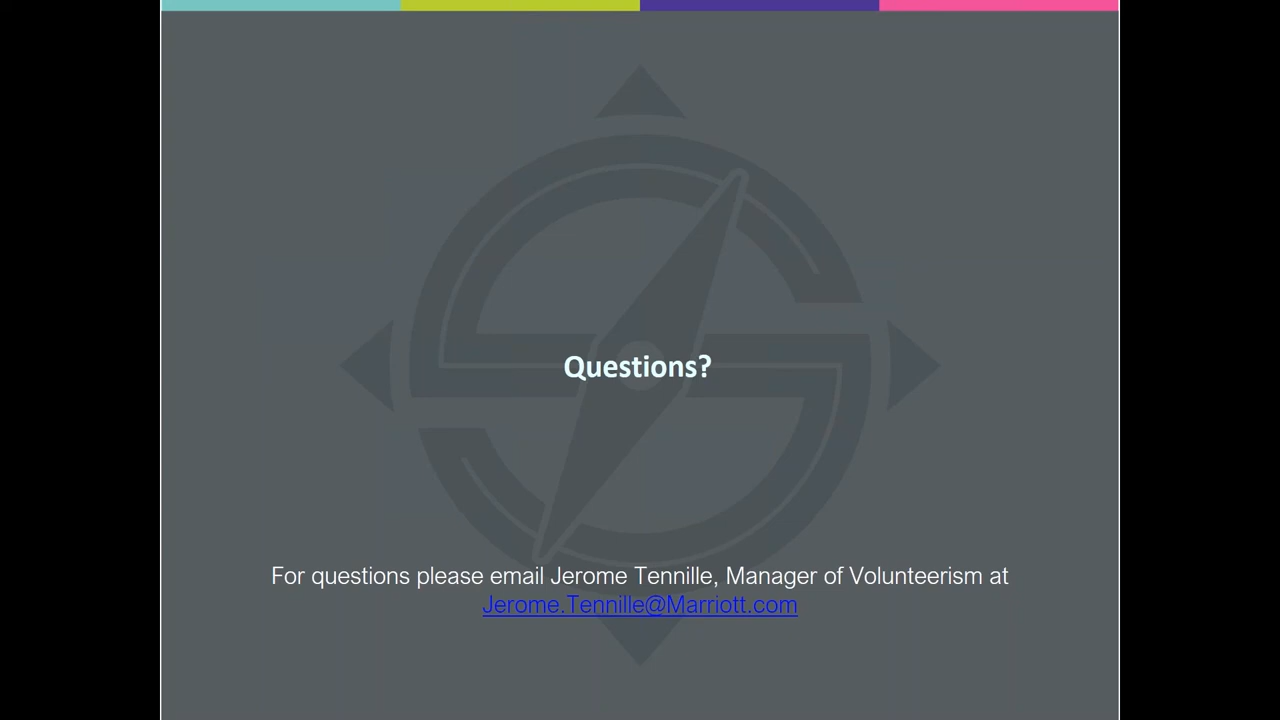 Questions?
For questions please email Jerome Tennille, Manager of Volunteerism at
Jerome.Tennille@Marriott.com